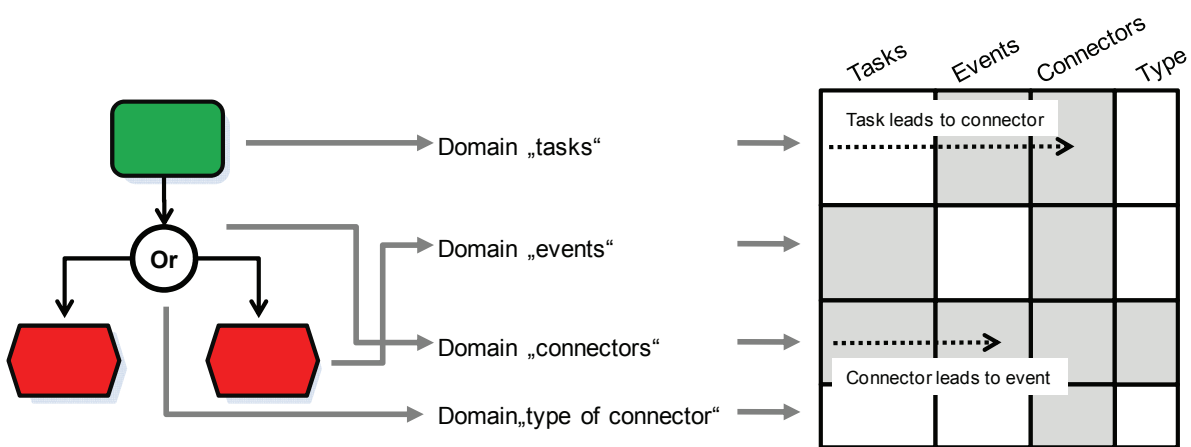 Tasks
Events
Connectors
Type
Task leads to connector
Domain „tasks“
Or
Domain „events“
Domain „connectors“
Connector leads to event
Domain„type of connector“